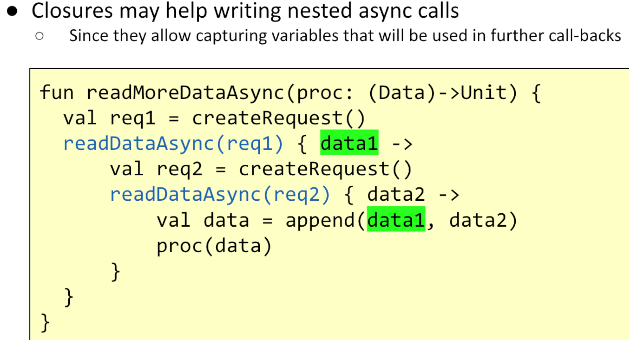 ● Closures may help writing nested async calls
○ Since they allow capturing variables that will be used in further call-backs
fun readMoreDataAsync(proc: (Data)->Unit) {
  val req1 = createRequest()
  readDataAsync(req1) { data1 ->
      val req2 = createRequest()
      readDataAsync(req2) { data2 ->
          val data = append(data1, data2)
          proc(data)
      }
  }
}